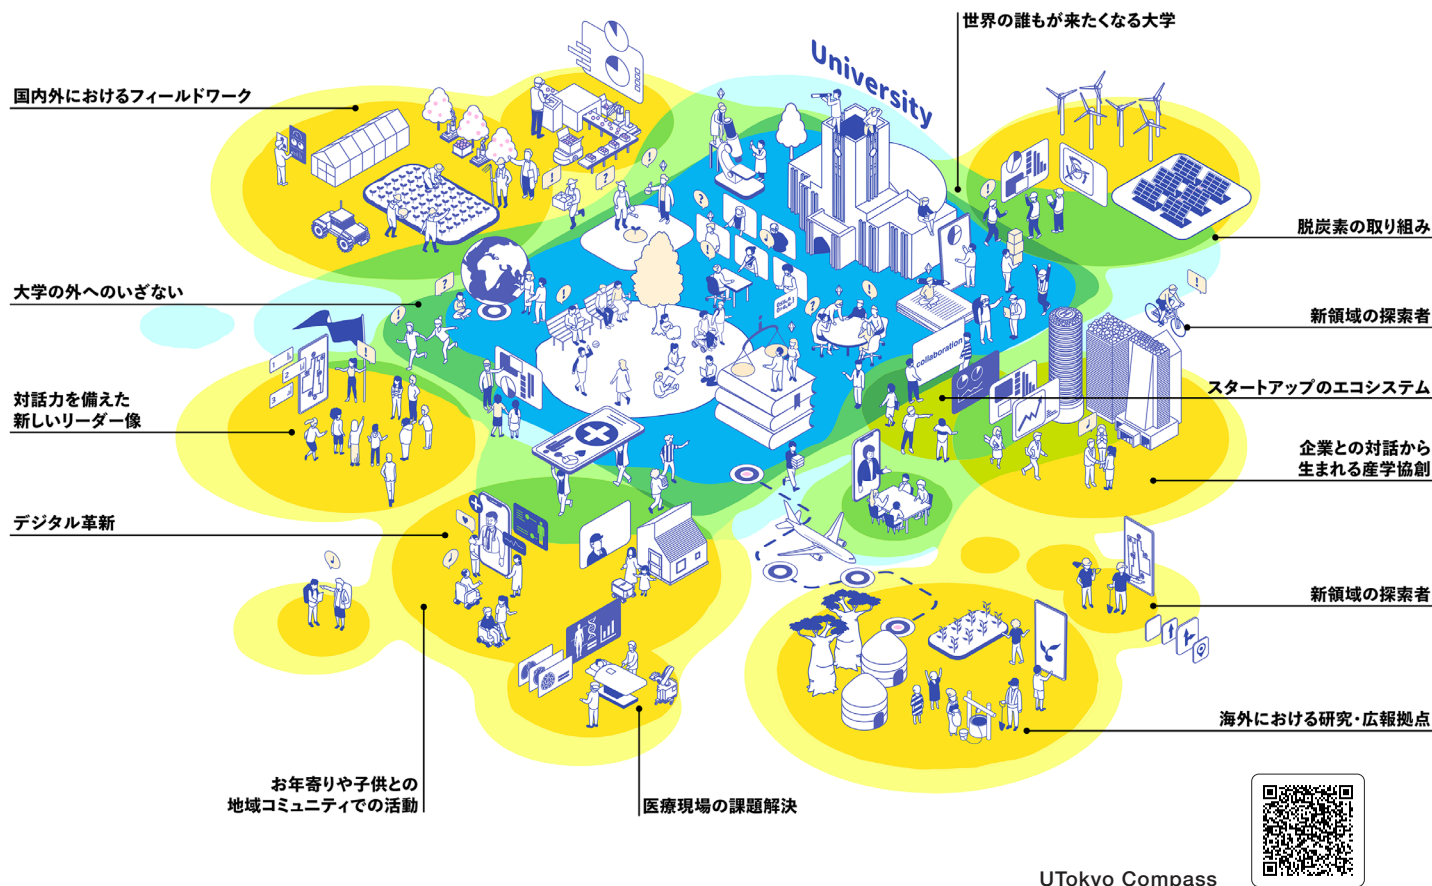 世界の誰もが来たくなる大学
University
国内外におけるフィールドワーク
脱炭素の取り組み
大学の外へのいざない
新領域の探索者
collaboration
スタートアップのエコシステム
対話力を備えた
新しいリーダー像
1
2
3
企業との対話から
生まれる産学協創
デジタル革新
新領域の探索者
海外における研究・広報拠点
お年寄りや子供との
地域コミュニティでの活動
医療現場の課題解決
UTokyo Compass